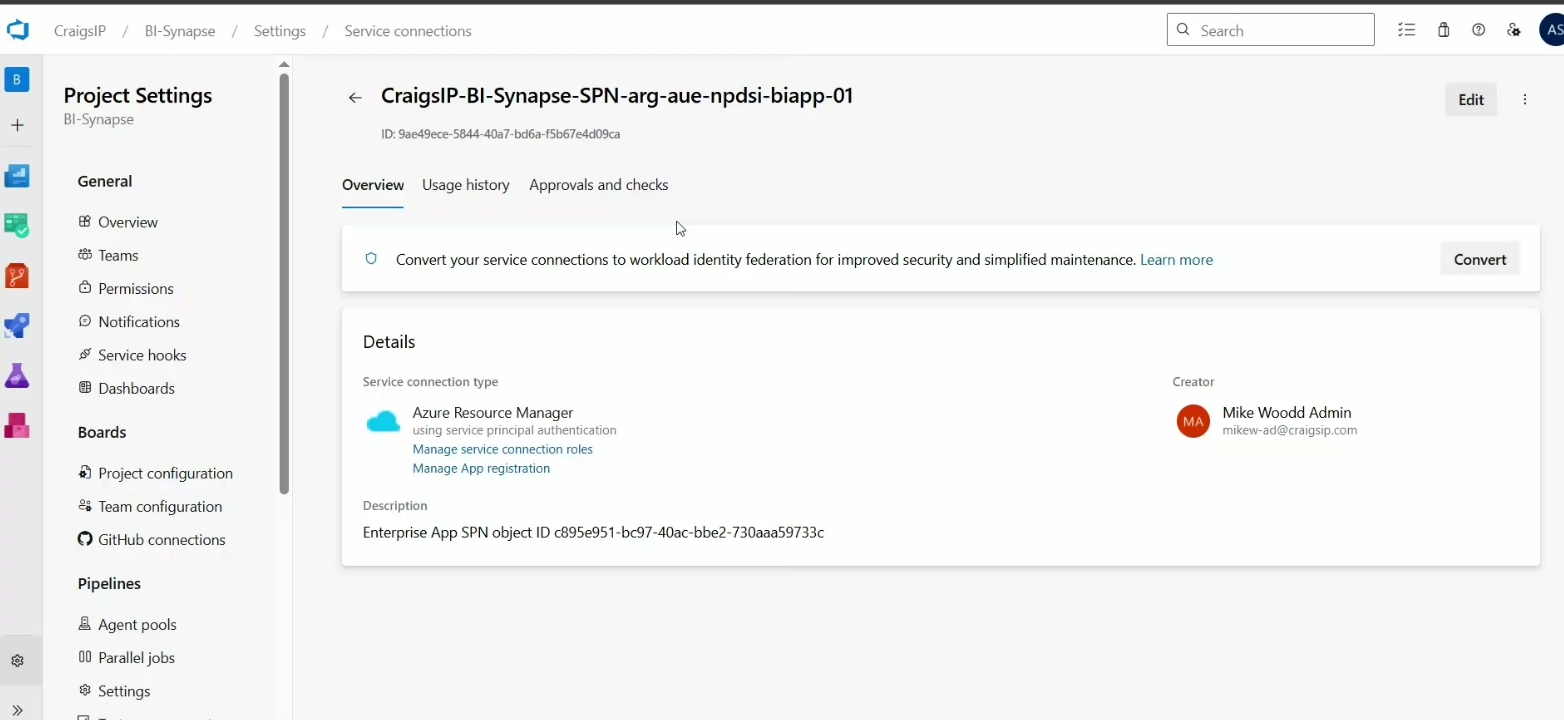 CraigsIP / BI-Synapse / Settings / Service connections
Search
AS
B
Project Settings
BI-Synapse
General
Overview
Teams
Permissions
Notifications
Service hooks
Dashboards
Boards
Project configuration
Team configuration
GitHub connections
Pipelines
Agent pools
Parallel jobs
Settings
CraigsIP-BI-Synapse-SPN-arg-aue-npdsi-biapp-01
ID: 9ae49ece-5844-40a7-bd6a-f5b67e4d09ca
Edit
Overview Usage history Approvals and checks
Convert your service connections to workload identity federation for improved security and simplified maintenance. Learn more
Convert
Details
Service connection type
Azure Resource Manager
using service principal authentication
Manage service connection roles
Manage App registration
Creator
MA
Mike Woodd Admin
mikew-ad@craigsip.com
Description
Enterprise App SPN object ID c895e951-bc97-40ac-bbe2-730aaa59733c